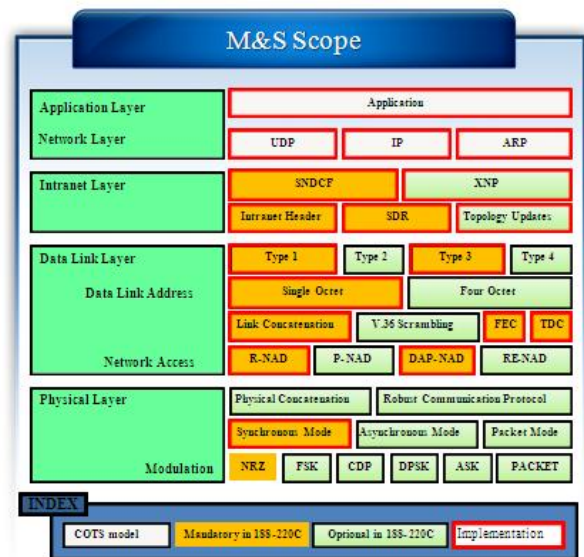 M&S Scope
Application Layer
Application
Network Layer
UDP IP ARP
Intranet Layer
SNDCF XNP
Intranet Header SDR Topology Updates
Data Link Layer
Type 1 Type 2 Type 3 Type 4
Data Link Address
Single Octet Four Octet
Link Concatenation V.36 Scrambling FEC TDC
Network Access
R-NAD P-NAD DAP-NAD RE-NAD
Physical Layer
Physical Concatenation Robust Communication Protocol
Synchronous Mode Asynchronous Mode Packet Mode
Modulation
NRZ FSK CDP DPSK ASK PACKET
INDEX
COTS model Mandatory in 188-220C Optional in 188-220C Implementation